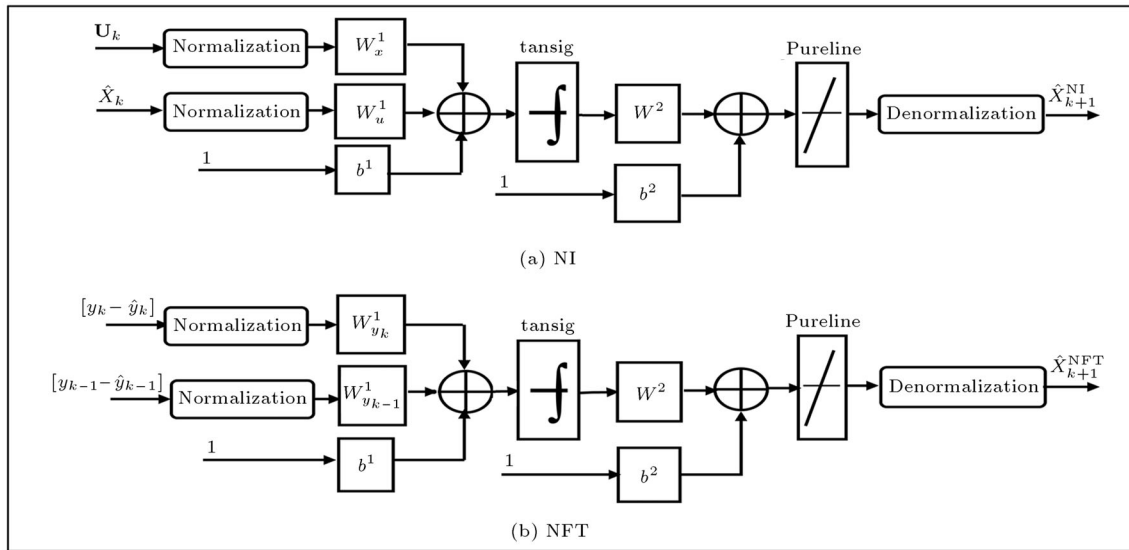 U_k Normalization W_x^1 tansig Pureline
X̂_k Normalization W_u^1 W^2 Denormalization X̂_{k+1}^{NI}
1 b^1 1 b^2
(a) NI
[y_k − ŷ_k] Normalization W_{y_k}^1 tansig Pureline
[y_{k−1} − ŷ_{k−1}] Normalization W_{y_{k−1}}^1 W^2 Denormalization X̂_{k+1}^{NFT}
1 b^1 1 b^2
(b) NFT